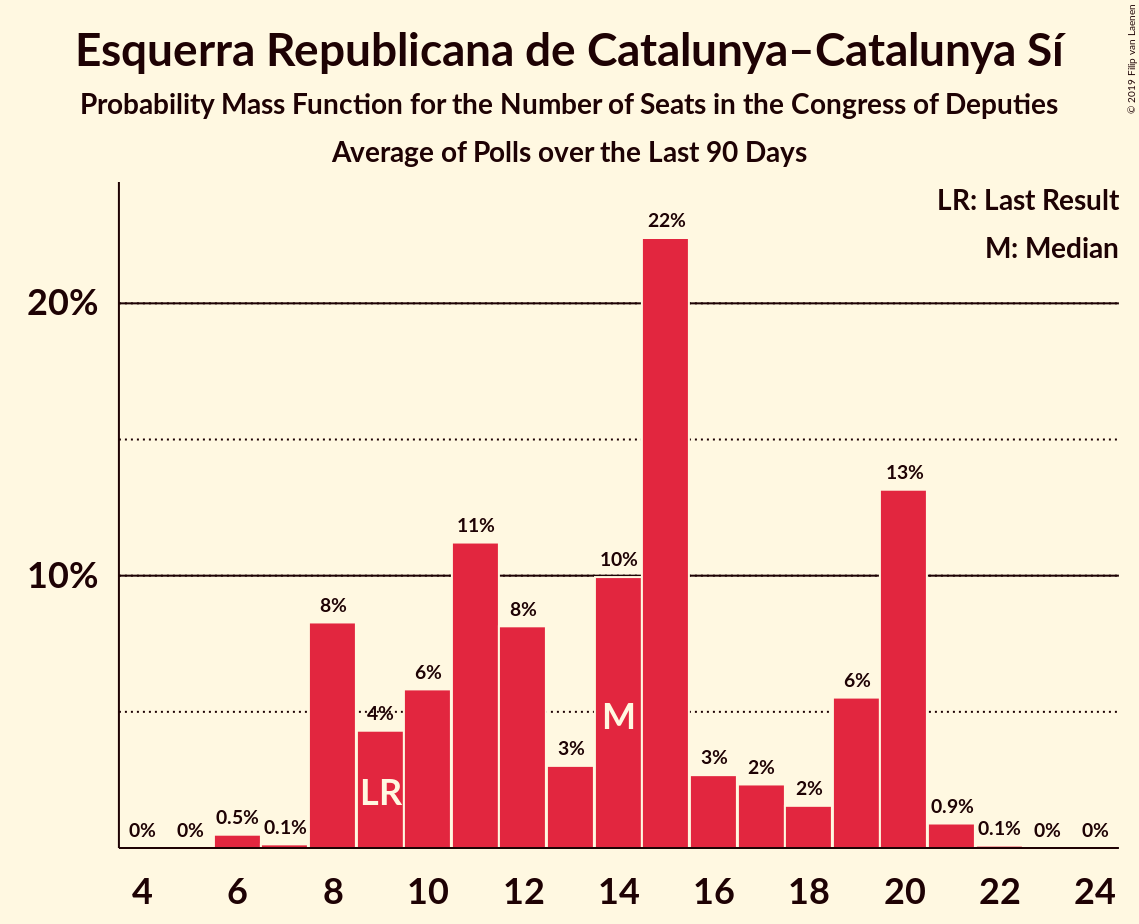 Esquerra Republicana de Catalunya–Catalunya Sí
Probability Mass Function for the Number of Seats in the Congress of Deputies
Average of Polls over the Last 90 Days
© 2019 Filip van Laenen
LR: Last Result
M: Median
20%
10%
0%
0%
0.5%
0.1%
8%
4%
6%
11%
8%
3%
10%
22%
3%
2%
2%
6%
13%
0.9%
0.1%
0%
0%
LR
M
4 6 8 10 12 14 16 18 20 22 24